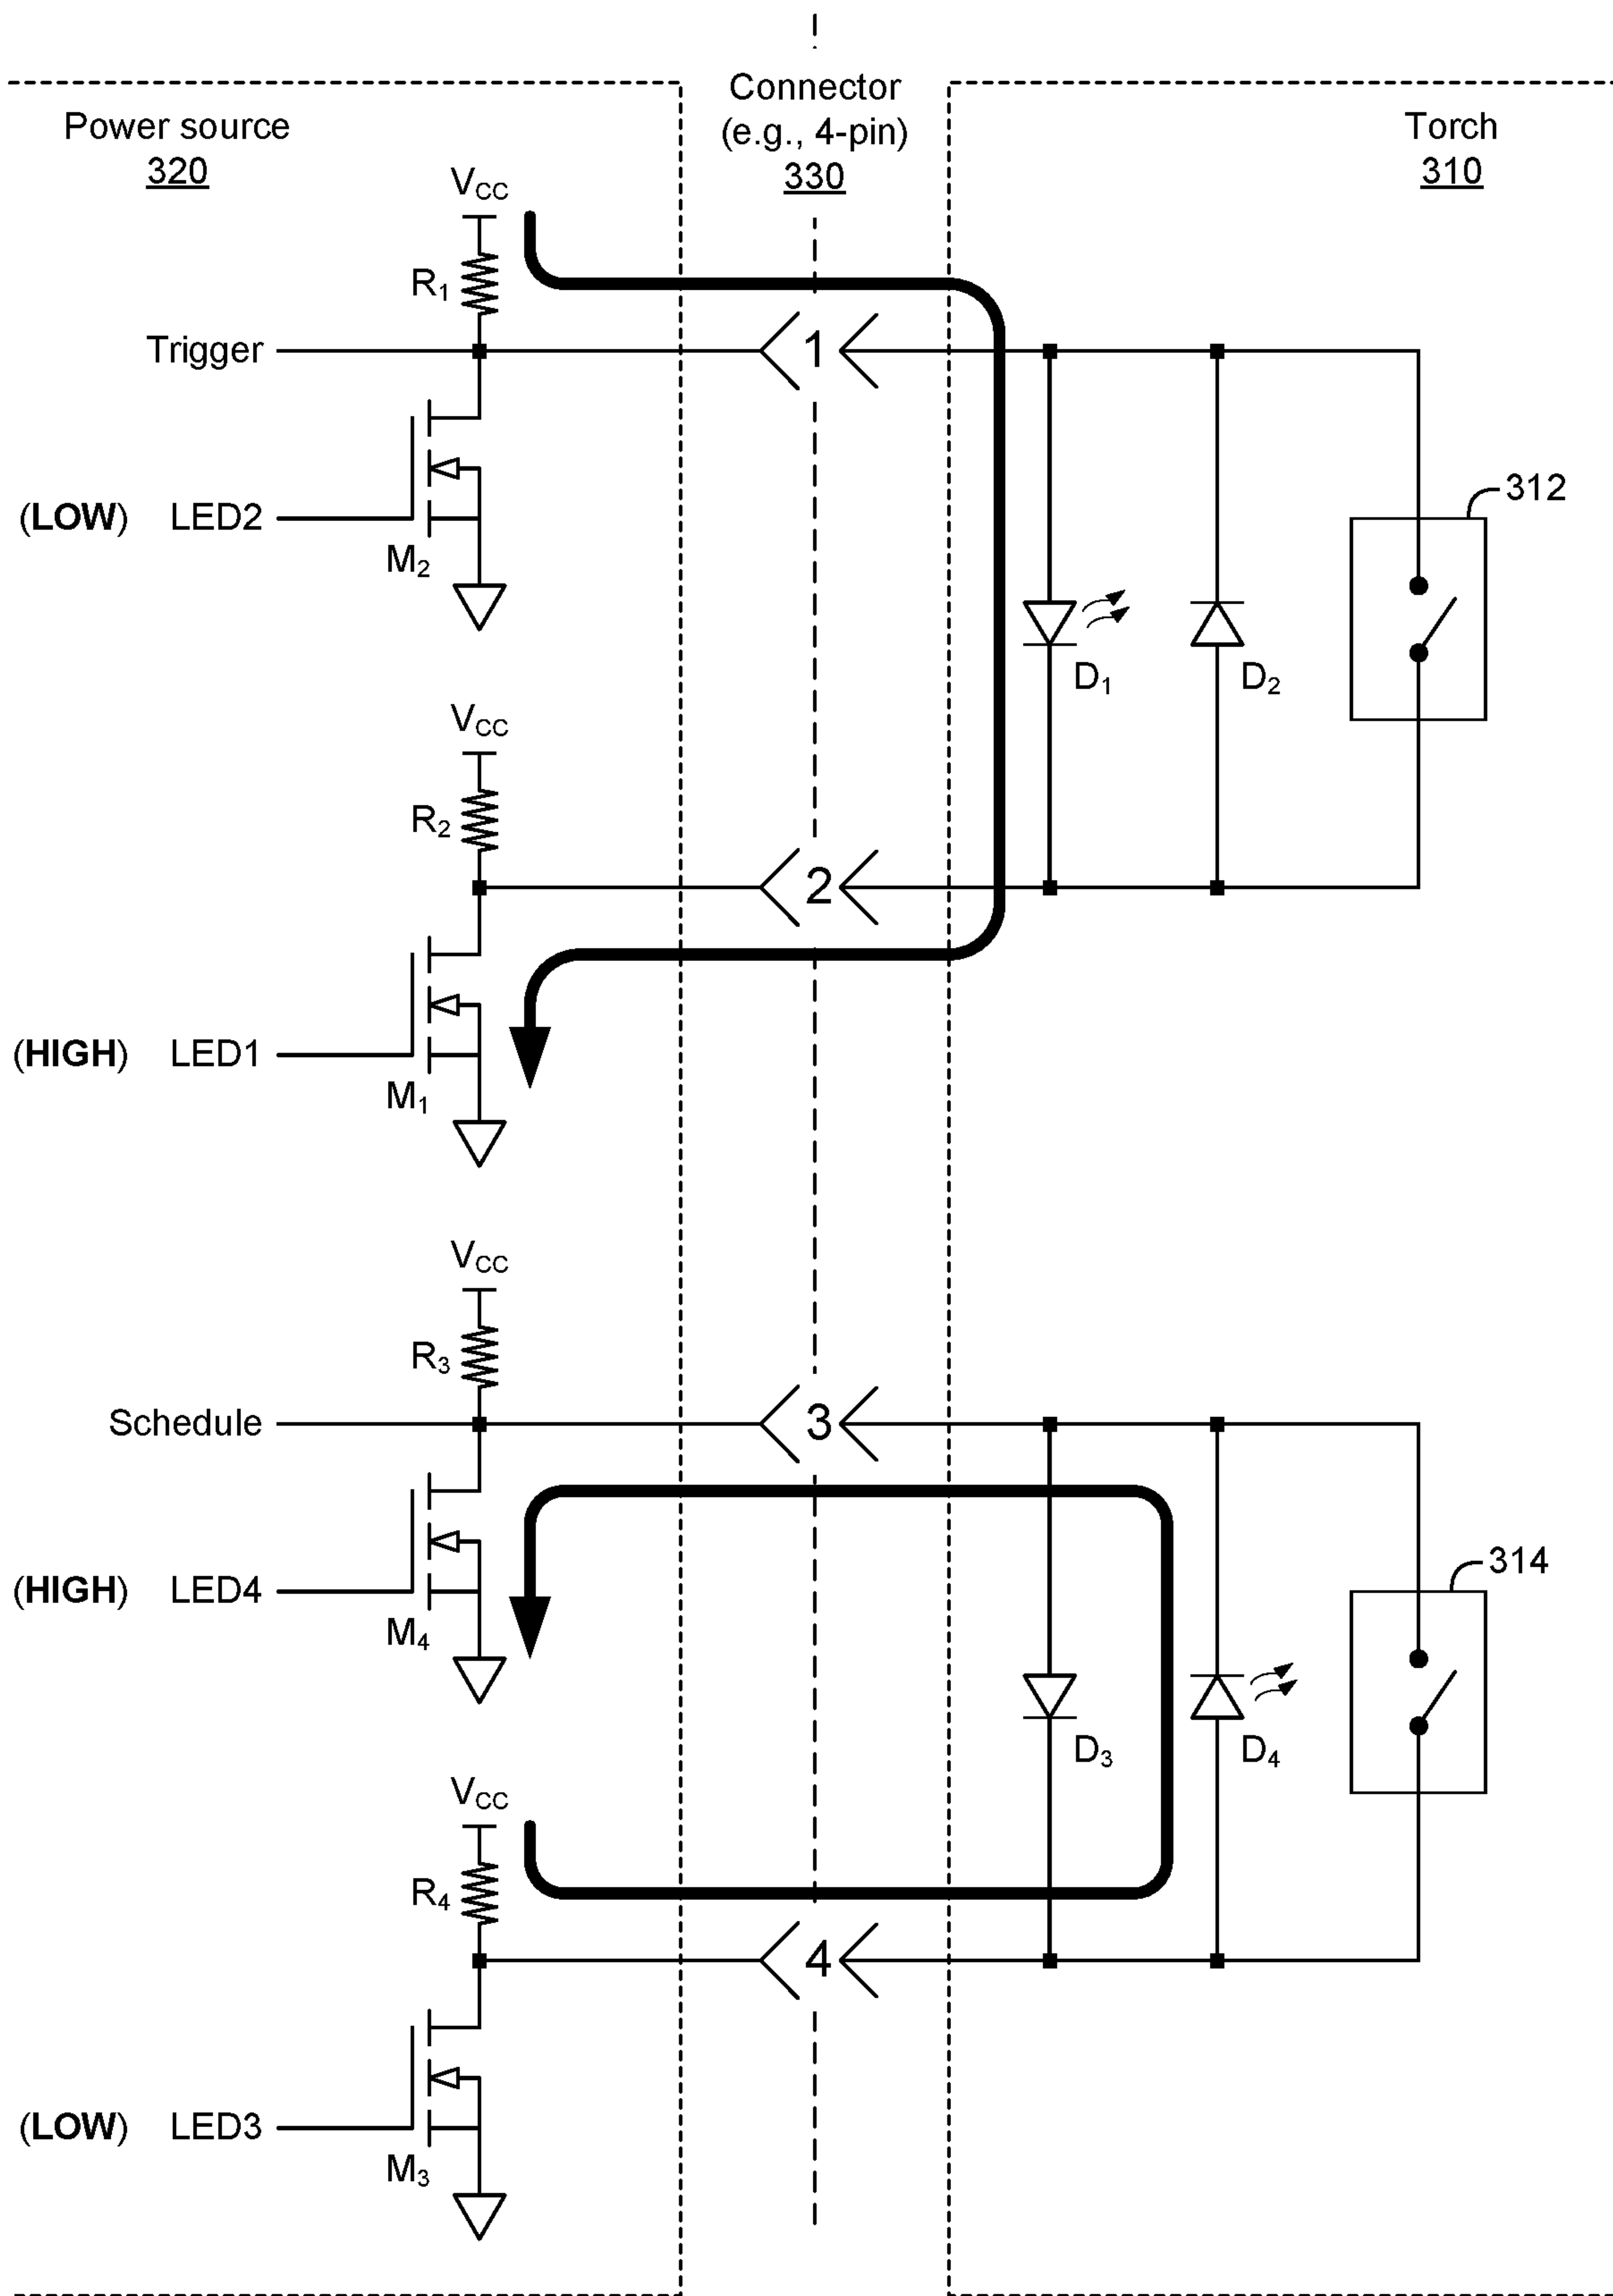 Connector
(e.g., 4-pin)
330
Power source
320
Torch
310
VCC
R1
Trigger
1
(LOW) LED2
M2
312
D1
D2
VCC
R2
2
(HIGH) LED1
M1
VCC
R3
Schedule
3
(HIGH) LED4
M4
314
D3
D4
VCC
R4
4
(LOW) LED3
M3